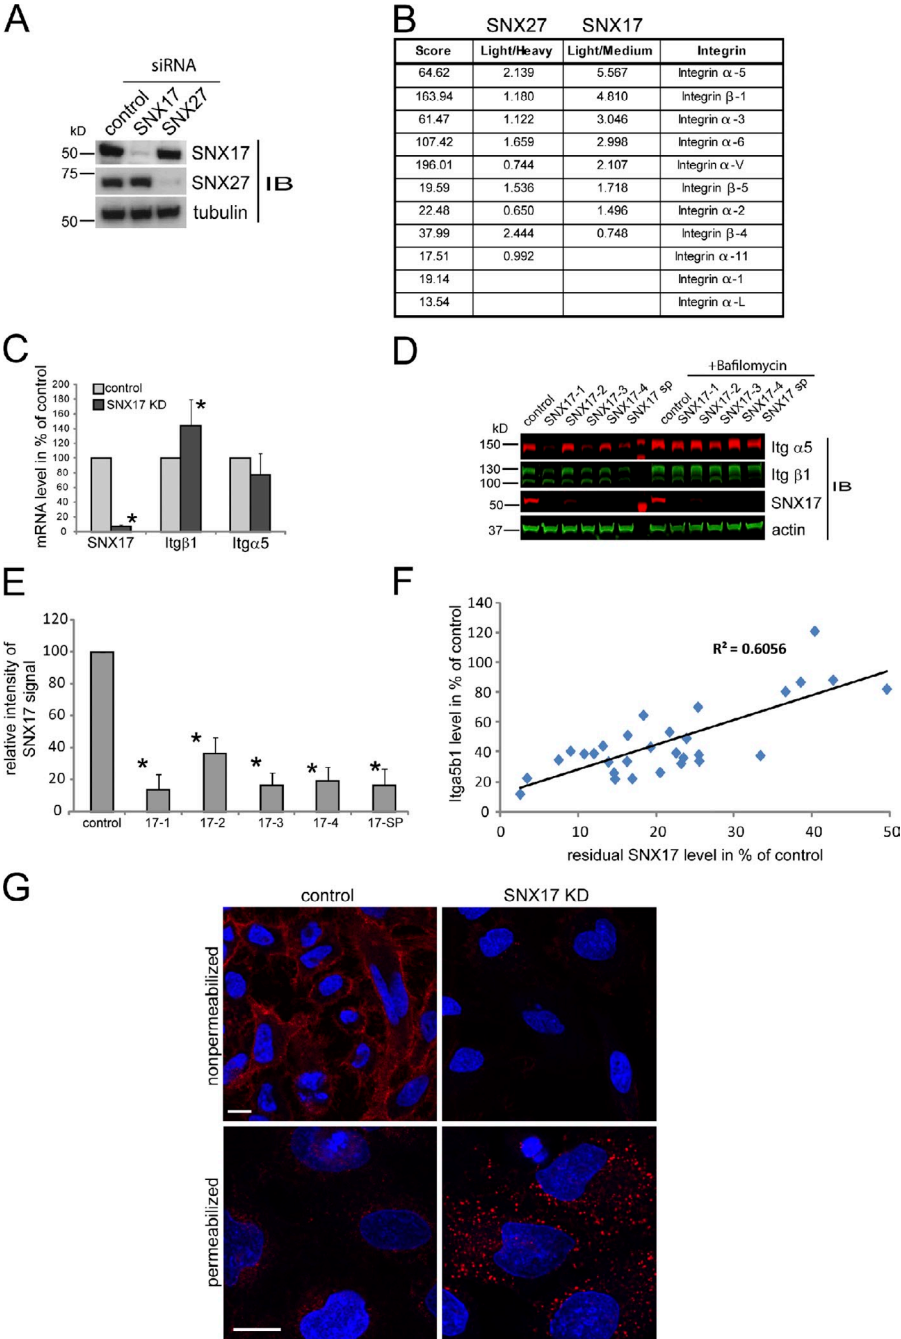 A
siRNA
control SNX17 SNX27
kD
50 SNX17
75
SNX27
tubulin
50
IB
B
SNX27 SNX17
Score Light/Heavy Light/Medium Integrin
64.62 2.139 5.567 Integrin α-5
163.94 1.180 4.810 Integrin β-1
61.47 1.122 3.046 Integrin α-3
107.42 1.659 2.998 Integrin α-6
196.01 0.744 2.107 Integrin α-V
19.59 1.536 1.718 Integrin β-5
22.48 0.650 1.496 Integrin α-2
37.99 2.444 0.748 Integrin β-4
17.51 0.992 Integrin α-11
19.14 Integrin α-1
13.54 Integrin α-L
C
mRNA level in % of control
200
180
160
140
120
100
80
60
40
20
0
control
SNX17 KD
*
*
SNX17 Itgβ1 Itgα5
D
+Bafilomycin
control SNX17-1 SNX17-2 SNX17-3 SNX17-4 SNX17 sp control SNX17-1 SNX17-2 SNX17-3 SNX17-4 SNX17 sp
kD
150 Itg α5
130 Itg β1
100
50 SNX17
37 actin
IB
E
relative intensity of
SNX17 signal
120
100
80
60
40
20
0
* * * * *
control 17-1 17-2 17-3 17-4 17-SP
F
Itga5b1 level in % of control
140
120
100
80
60
40
20
0
R² = 0.6056
0 10 20 30 40 50
residual SNX17 level in % of control
G
control SNX17 KD
nonpermeabilized
permeabilized